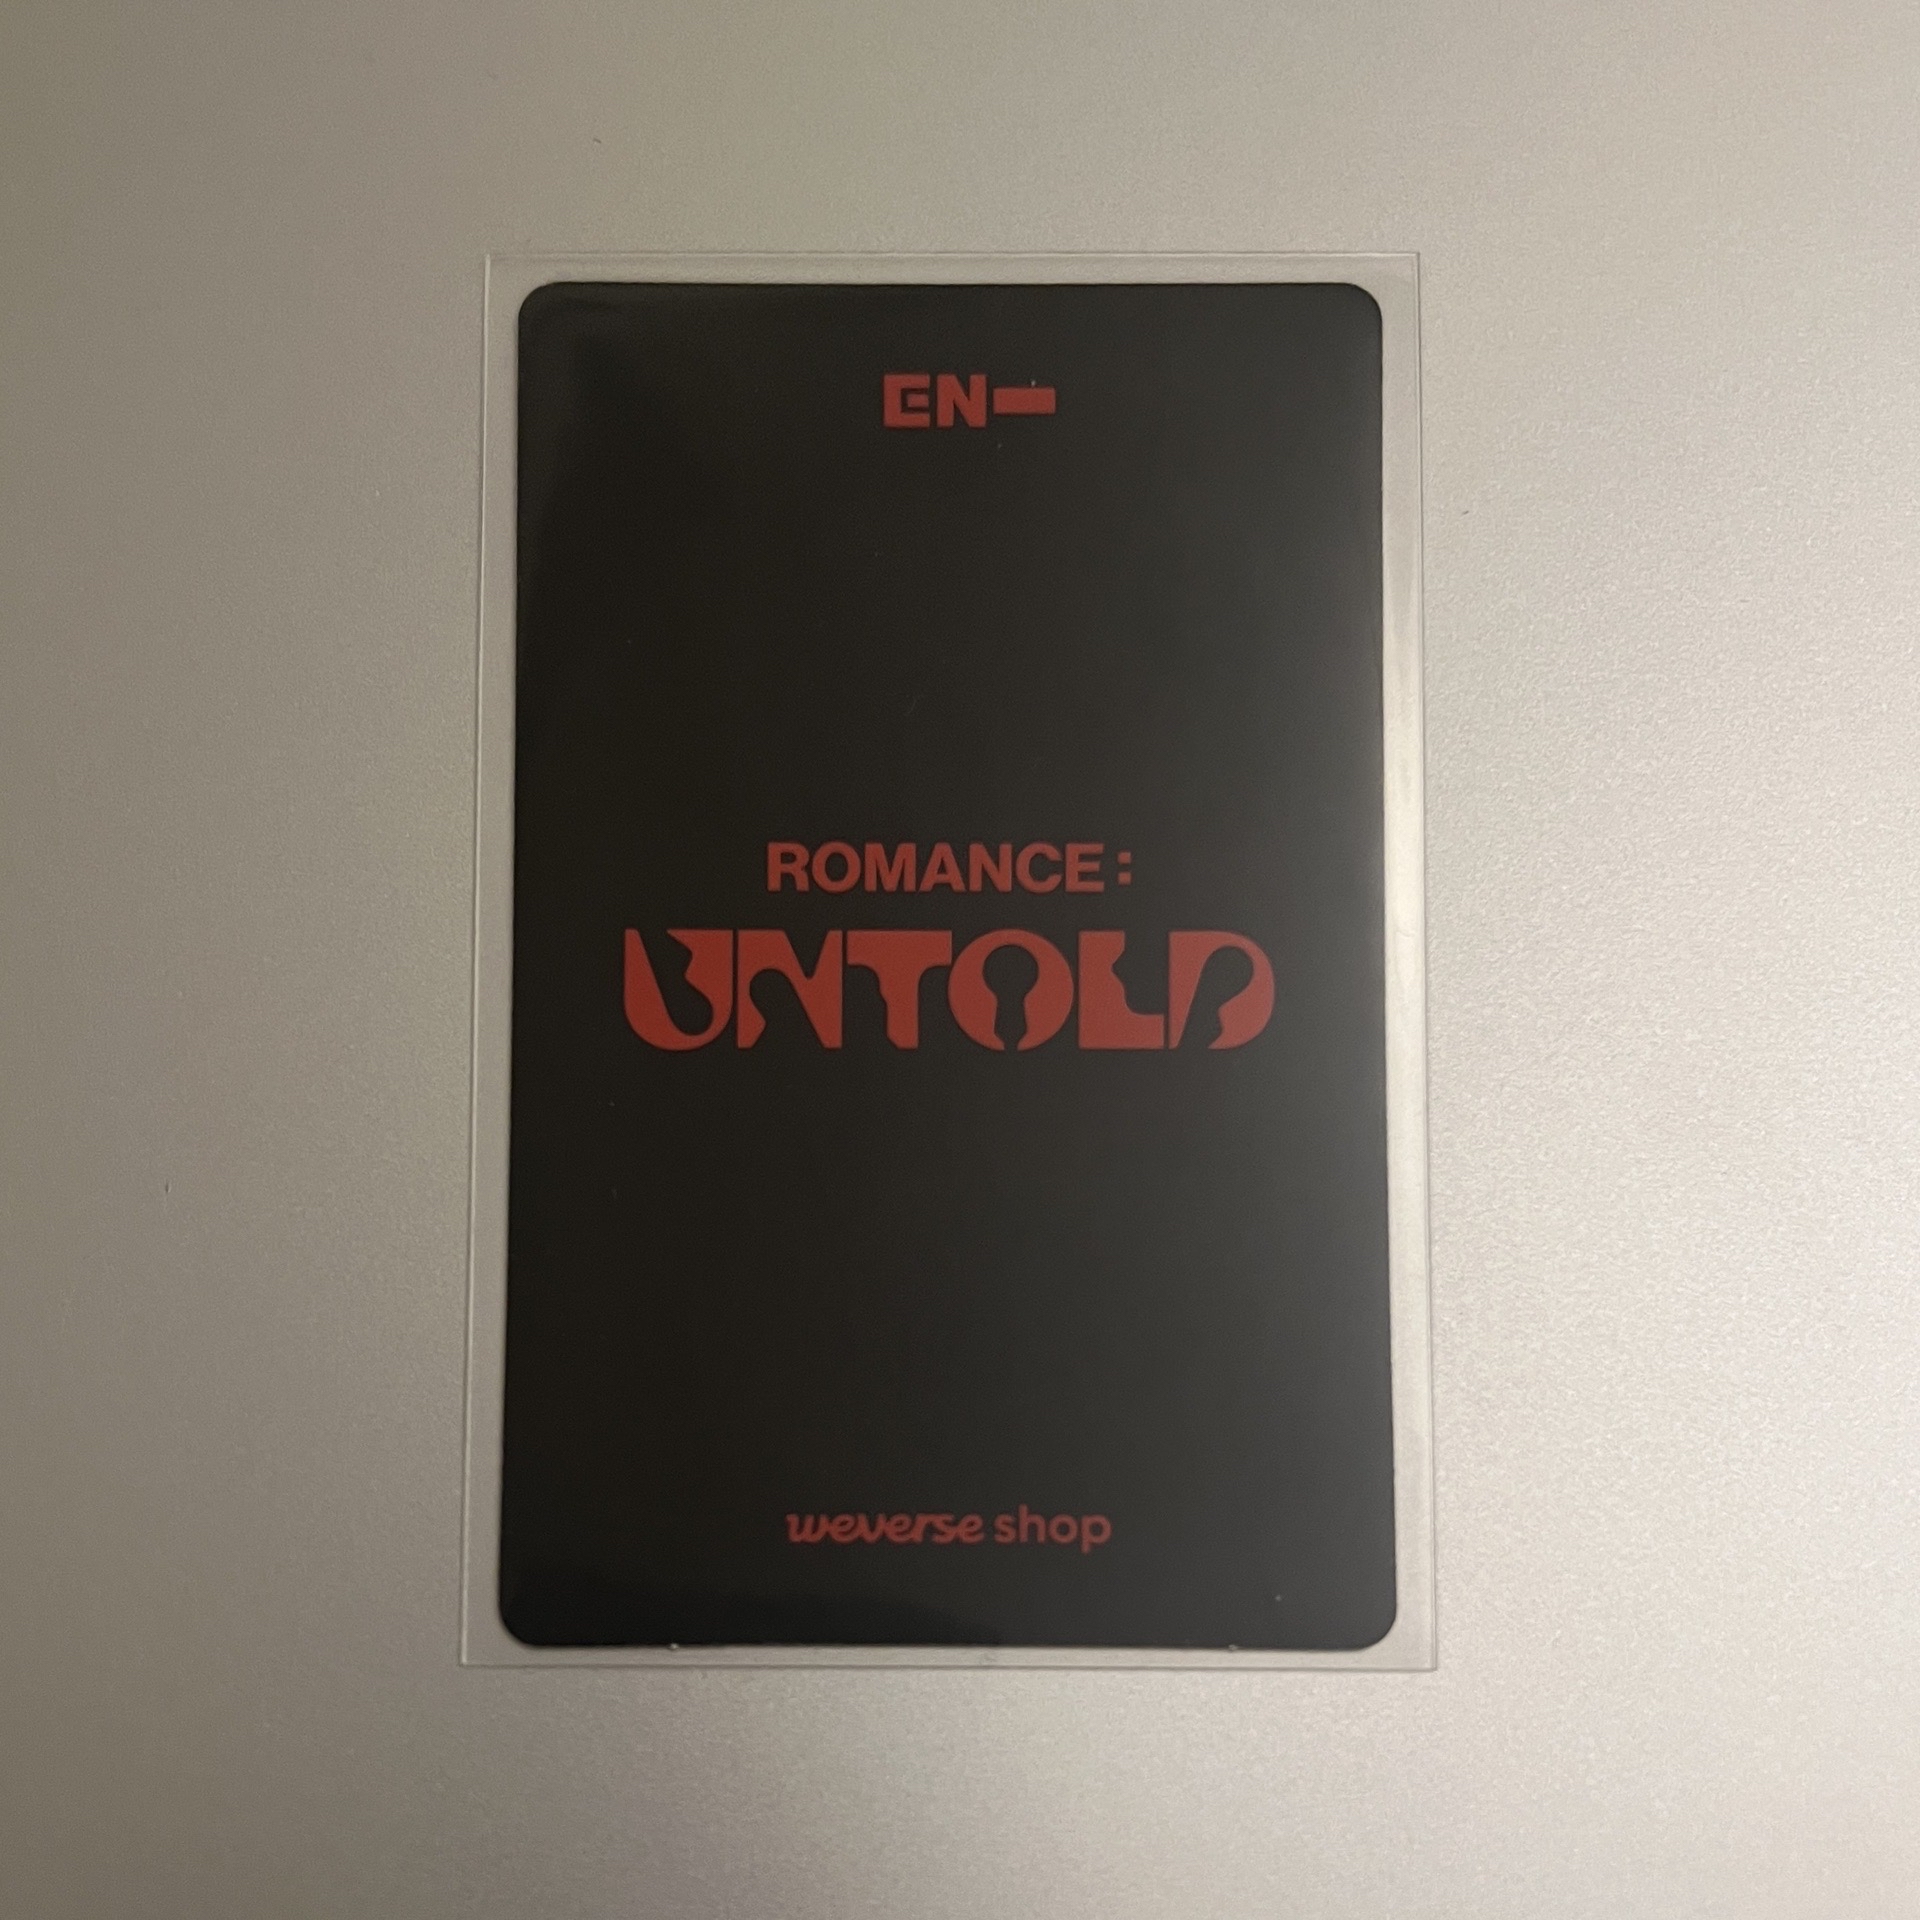 EN-
ROMANCE :
UNTOLD
weverse shop